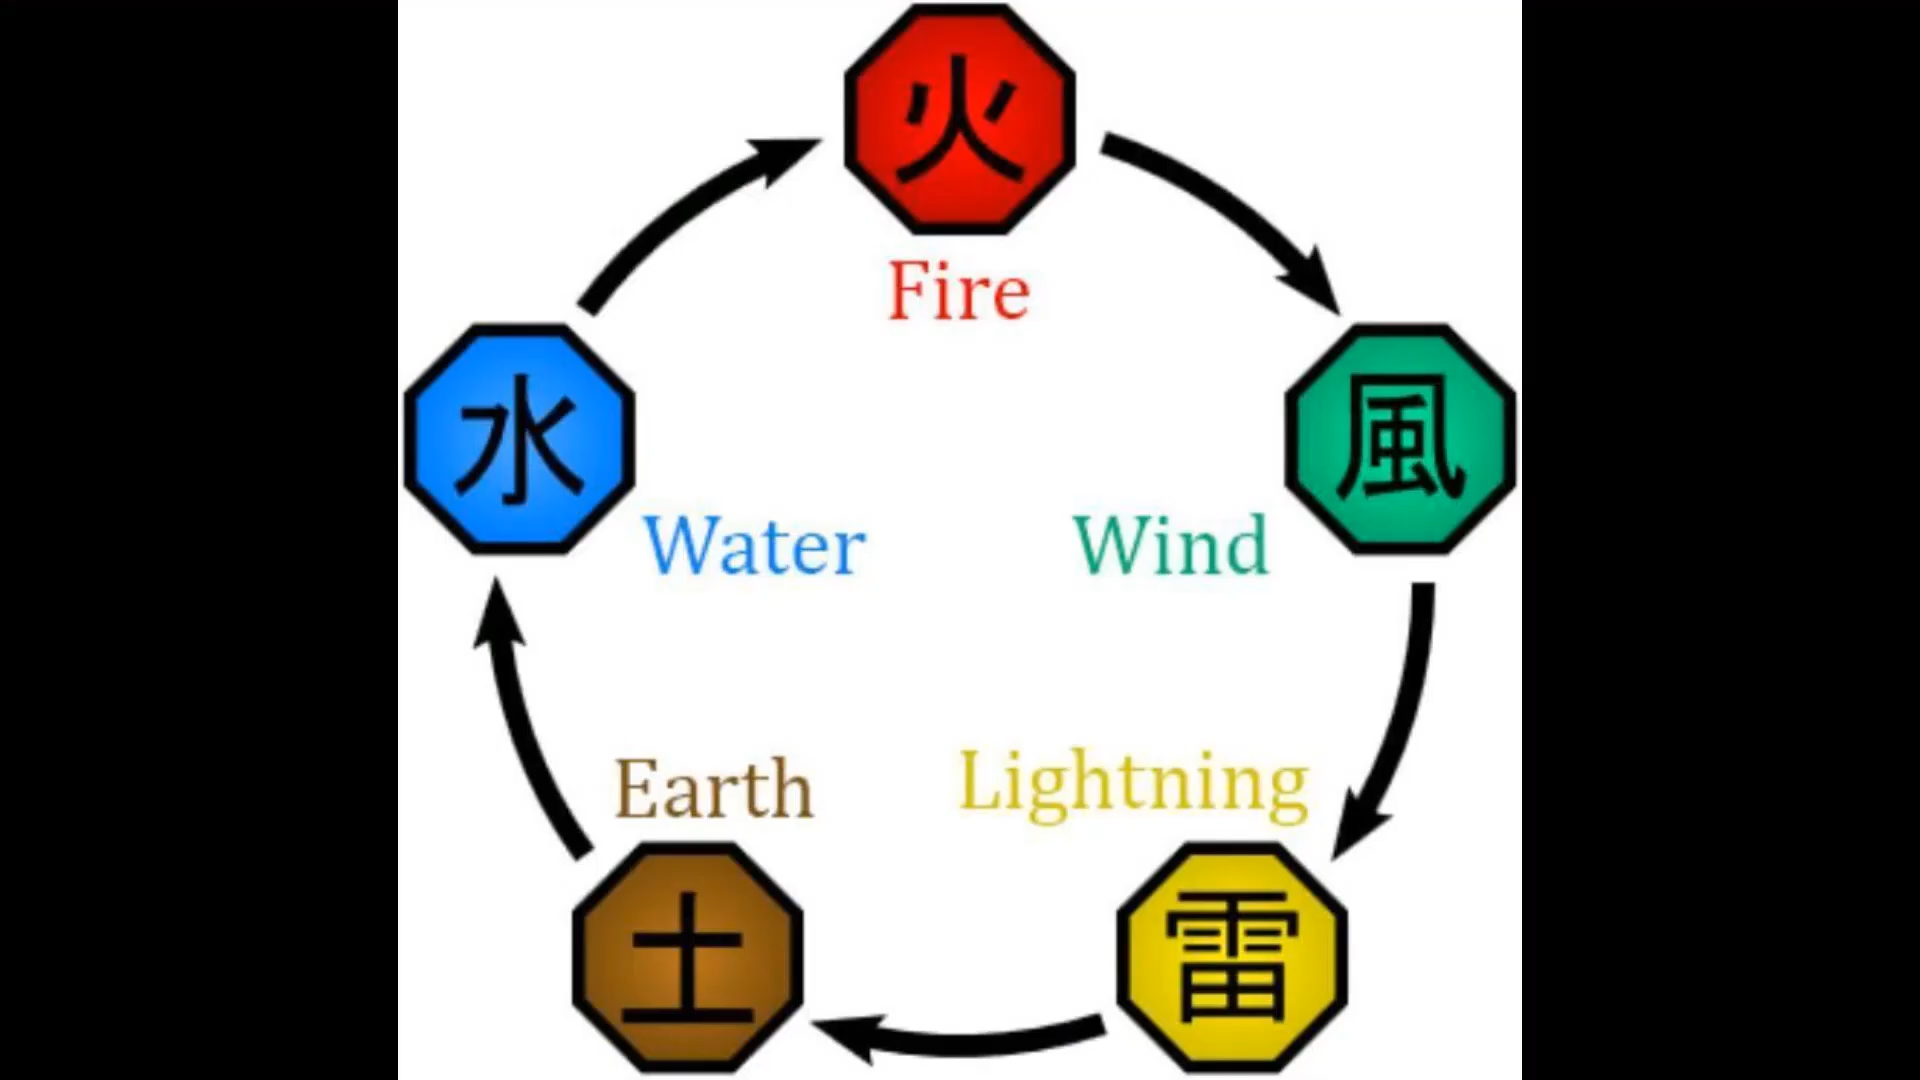 火
Fire
水
風
Water
Wind
Earth
Lightning
土
雷